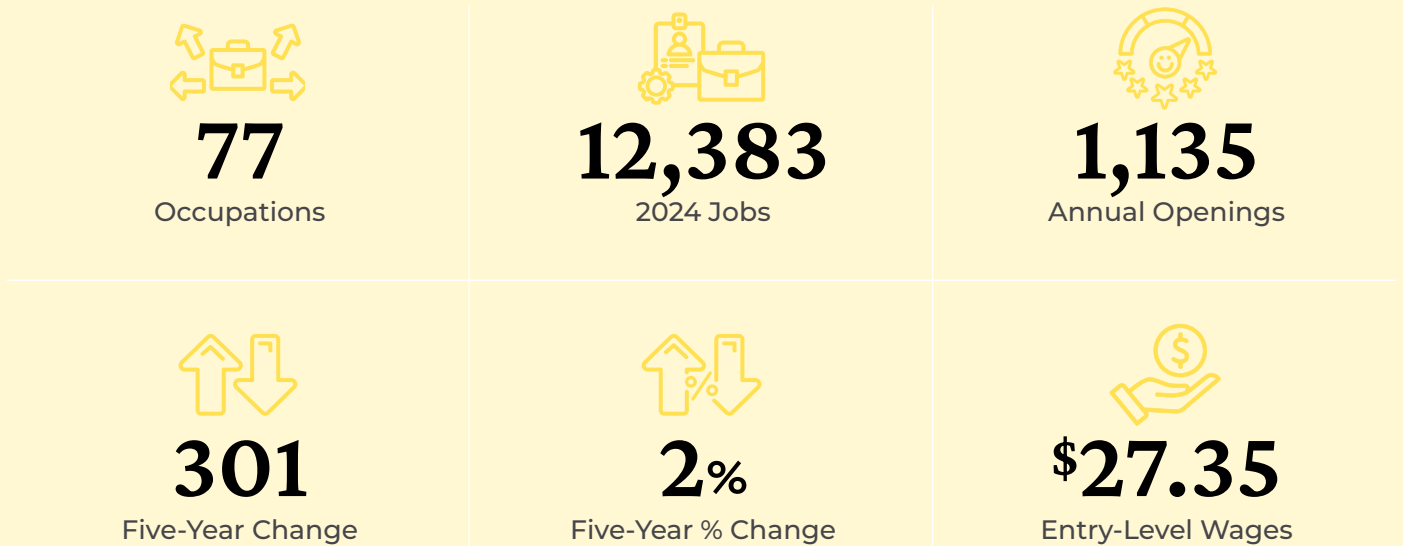 77
Occupations
12,383
2024 Jobs
1,135
Annual Openings
301
Five-Year Change
2%
Five-Year % Change
$27.35
Entry-Level Wages